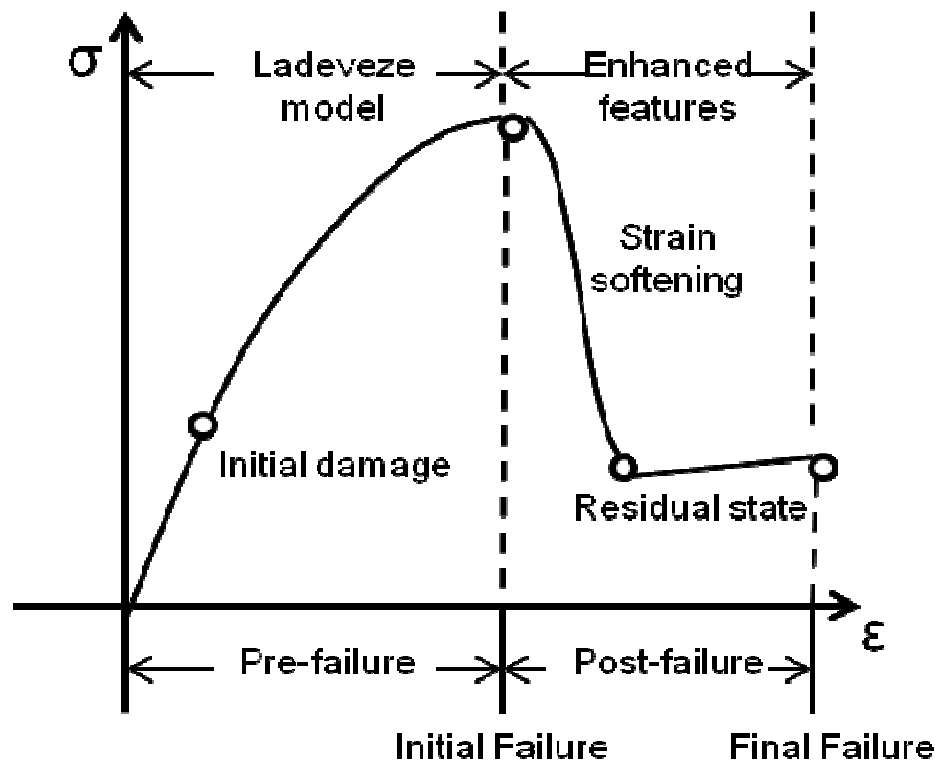 σ
Ladeveze
model
Enhanced
features
Strain
softening
Initial damage
Residual state
ε
Pre-failure
Post-failure
Initial Failure
Final Failure